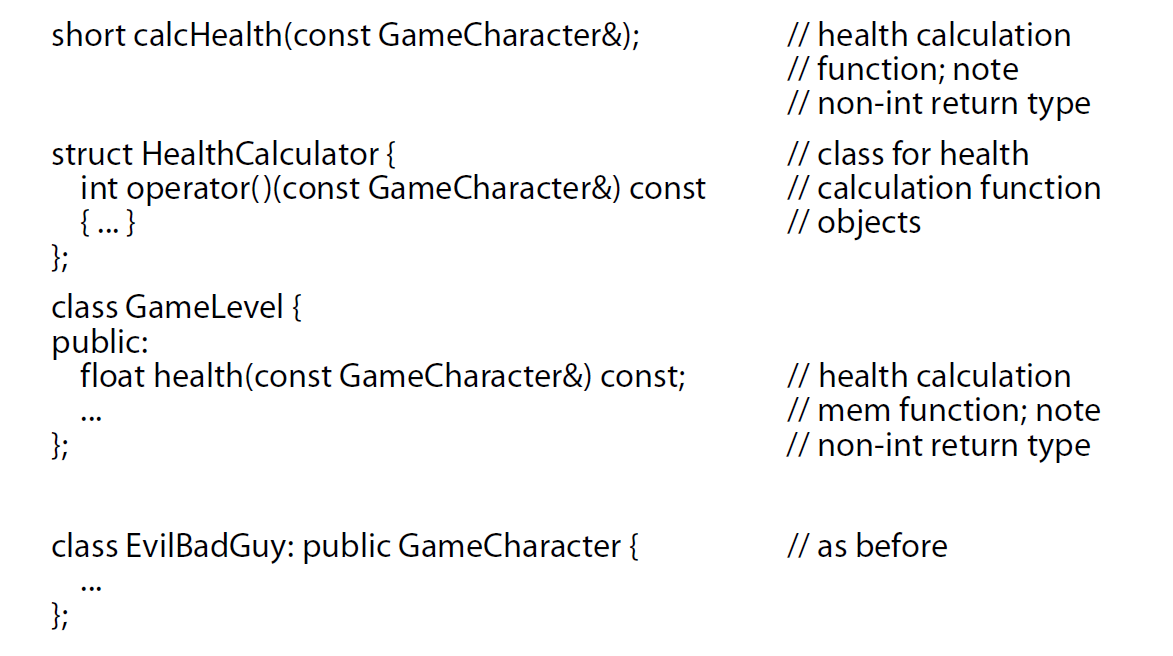 short calcHealth(const GameCharacter&); // health calculation
// function; note
// non-int return type
struct HealthCalculator { // class for health
int operator()(const GameCharacter&) const // calculation function
{ ... } // objects
};
class GameLevel {
public:
float health(const GameCharacter&) const; // health calculation
... // mem function; note
}; // non-int return type
class EvilBadGuy: public GameCharacter { // as before
...
};